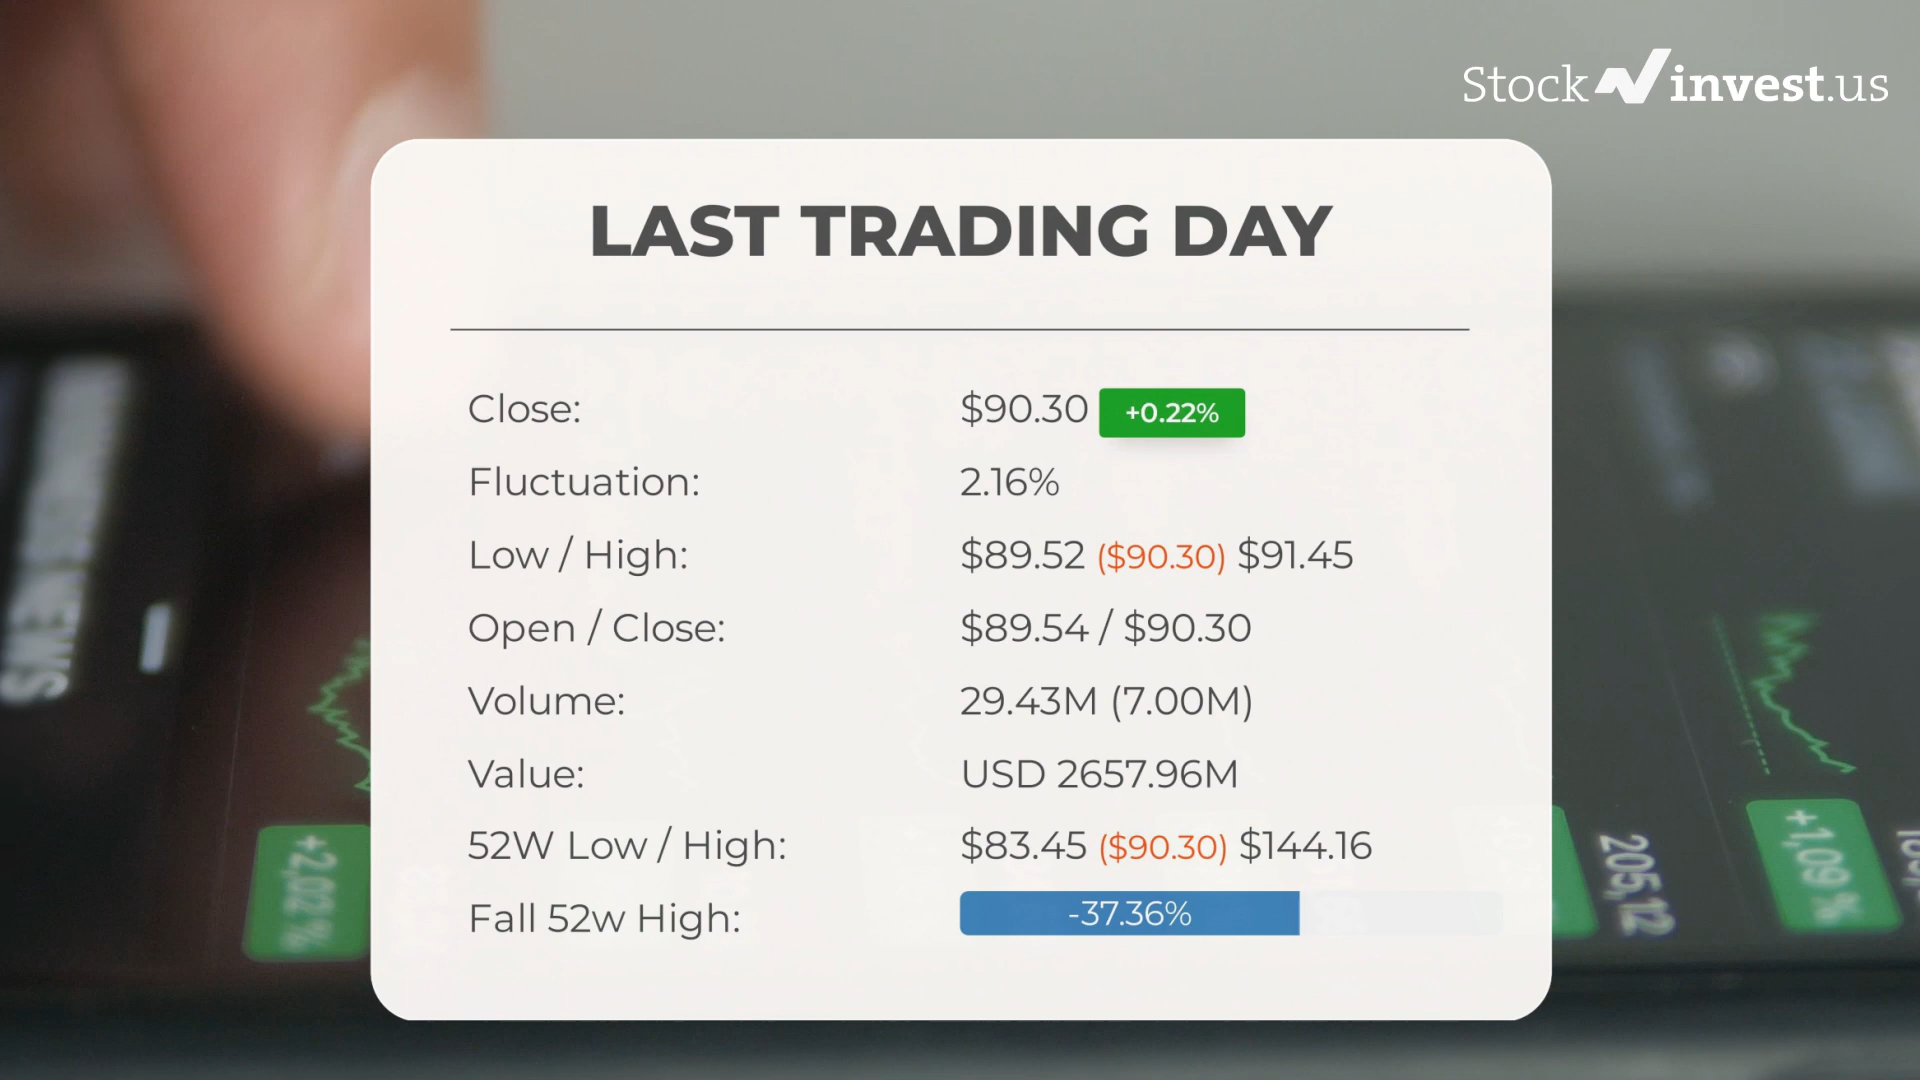 Stock invest.us
LAST TRADING DAY
Close: $90.30 +0.22%
Fluctuation: 2.16%
Low / High: $89.52 ($90.30) $91.45
Open / Close: $89.54 / $90.30
Volume: 29.43M (7.00M)
Value: USD 2657.96M
52W Low / High: $83.45 ($90.30) $144.16
Fall 52w High: -37.36%
NEWS
+2,02 %
205,12
+1,09 %